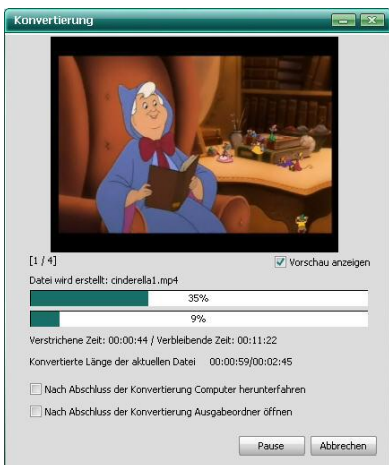 Konvertierung
[1 / 4]
Vorschau anzeigen
Datei wird erstellt: cinderella1.mp4
35%
9%
Verstrichene Zeit: 00:00:44 / Verbleibende Zeit: 00:11:22
Konvertierte Länge der aktuellen Datei 00:00:59/00:02:45
Nach Abschluss der Konvertierung Computer herunterfahren
Nach Abschluss der Konvertierung Ausgabeordner öffnen
Pause
Abbrechen